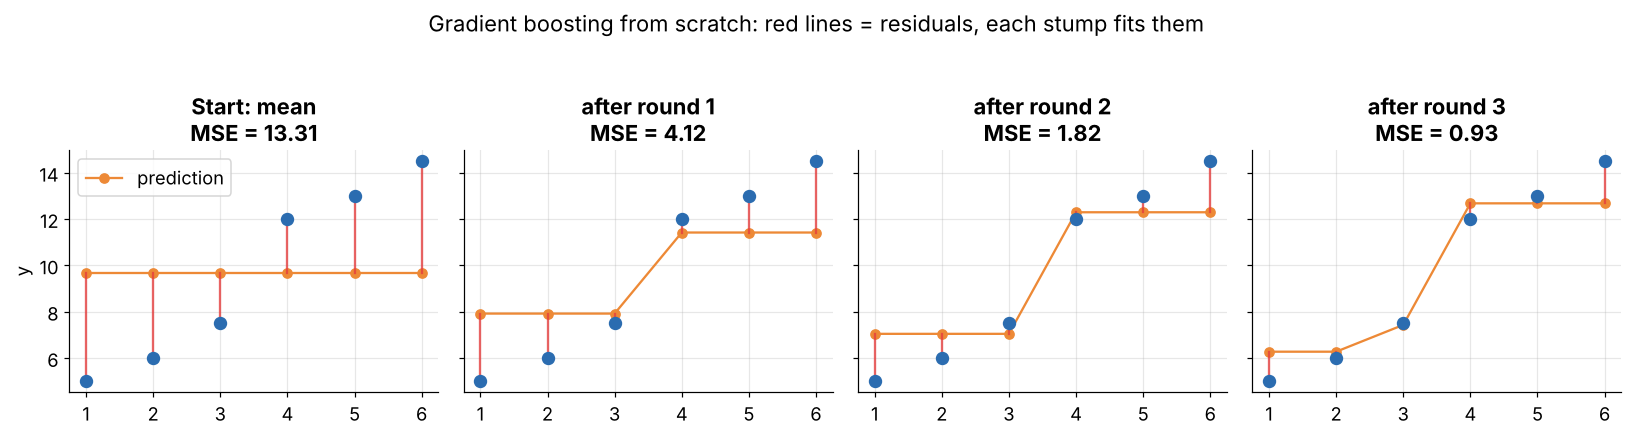 Gradient boosting from scratch: red lines = residuals, each stump fits them
Start: mean
MSE = 13.31
after round 1
MSE = 4.12
after round 2
MSE = 1.82
after round 3
MSE = 0.93
prediction
y
14
12
10
8
6
1 2 3 4 5 6
1 2 3 4 5 6
1 2 3 4 5 6
1 2 3 4 5 6